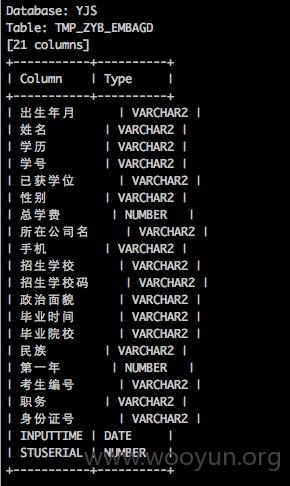 Database: YJS
Table: TMP_ZYB_EMBAGD
[21 columns]
+-----------+----------+
| Column | Type |
+-----------+----------+
| 出生年月 | VARCHAR2 |
| 姓名 | VARCHAR2 |
| 学历 | VARCHAR2 |
| 学号 | VARCHAR2 |
| 已获学位 | VARCHAR2 |
| 性别 | VARCHAR2 |
| 总学费 | NUMBER |
| 所在公司名 | VARCHAR2 |
| 手机 | VARCHAR2 |
| 招生学校 | VARCHAR2 |
| 招生学校码 | VARCHAR2 |
| 政治面貌 | VARCHAR2 |
| 毕业时间 | VARCHAR2 |
| 毕业院校 | VARCHAR2 |
| 民族 | VARCHAR2 |
| 第一年 | NUMBER |
| 考生编号 | VARCHAR2 |
| 职务 | VARCHAR2 |
| 身份证号 | VARCHAR2 |
| INPUTTIME | DATE |
| STUSERIAL | NUMBER |
+-----------+----------+
www.wooyun.org